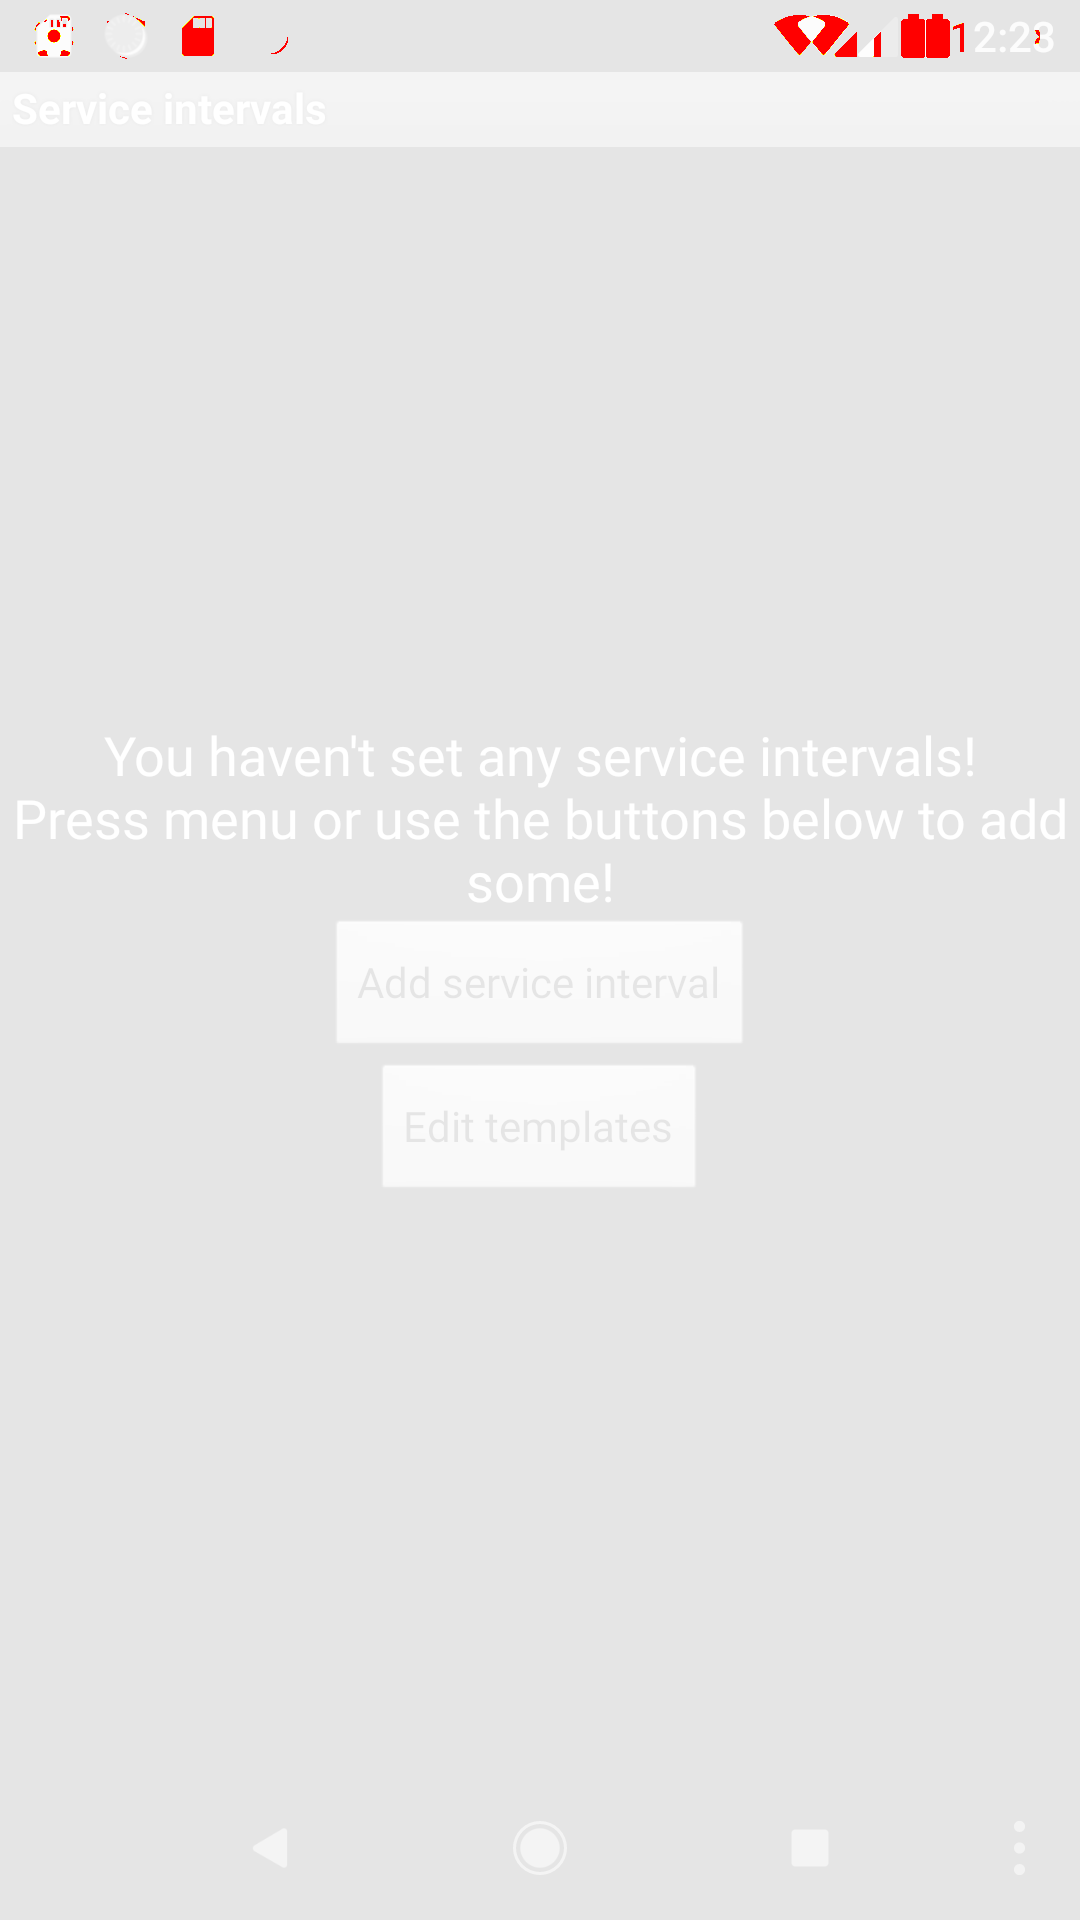 12:23
Service intervals
You haven't set any service intervals!
Press menu or use the buttons below to add
some!
Add service interval
Edit templates